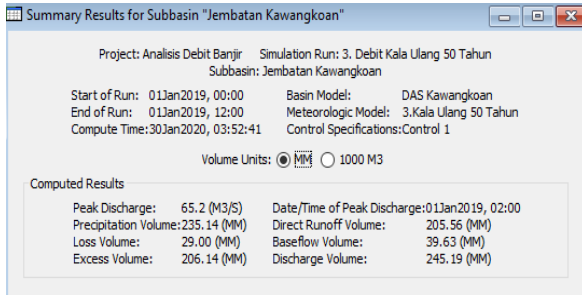 Summary Results for Subbasin "Jembatan Kawangkoan"
Project: Analisis Debit Banjir Simulation Run: 3. Debit Kala Ulang 50 Tahun
Subbasin: Jembatan Kawangkoan
Start of Run: 01Jan2019, 00:00 Basin Model: DAS Kawangkoan
End of Run: 01Jan2019, 12:00 Meteorologic Model: 3.Kala Ulang 50 Tahun
Compute Time:30Jan2020, 03:52:41 Control Specifications:Control 1
Volume Units: MM 1000 M3
Computed Results
Peak Discharge: 65.2 (M3/S) Date/Time of Peak Discharge:01Jan2019, 02:00
Precipitation Volume:235.14 (MM) Direct Runoff Volume: 205.56 (MM)
Loss Volume: 29.00 (MM) Baseflow Volume: 39.63 (MM)
Excess Volume: 206.14 (MM) Discharge Volume: 245.19 (MM)